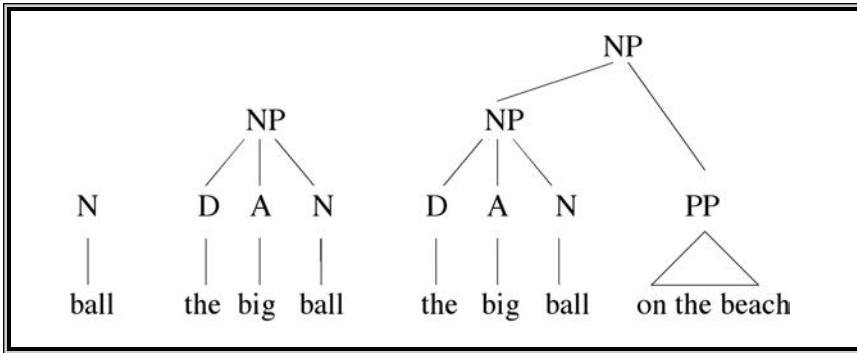 NP
NP NP
N D A N D A N PP
ball the big ball the big ball on the beach